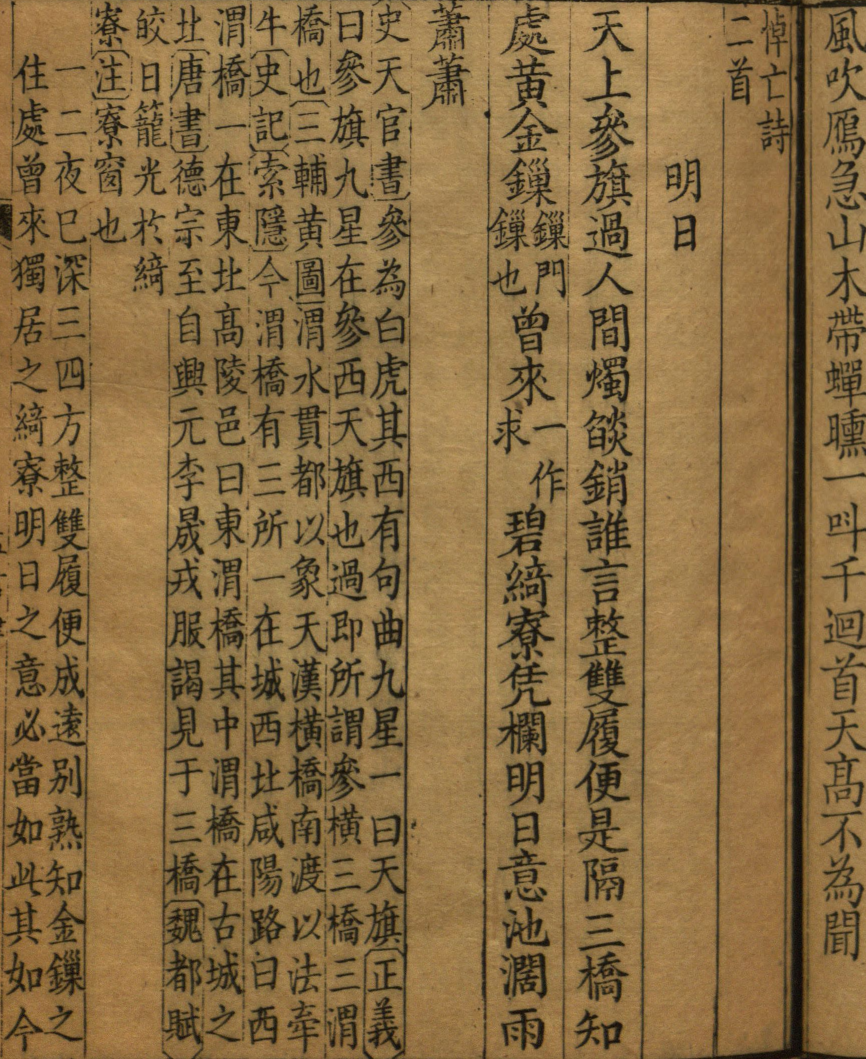 風吹鴈急山木帶蟬曛一呌千迴首天高不為聞
悼亡詩
二首
明日
天上參旗過人間燭燄銷誰言整雙履便是隔三橋知
處黃金鏁鏁門鏁也曾來一作求碧綺寮凭欄明日意池濶雨
蕭蕭
史天官書參為白虎其西有句曲九星一曰天旗正義
曰參旗九星在參西天旗也過即所謂參橫三橋三渭
橋也三輔黃圖渭水貫都以象天漢橫橋南渡以法牽
牛史記索隱今渭橋有三所一在城西北咸陽路曰西
渭橋一在東北高陵邑曰東渭橋其中渭橋在古城之
北唐書德宗至自興元李晟戎服謁見于三橋魏都賦
皎日籠光於綺
寮注寮窗也
一二夜已深三四方整雙履便成遠别熟知金鏁之
住處曾來獨居之綺寮明日之意必當如此其如今